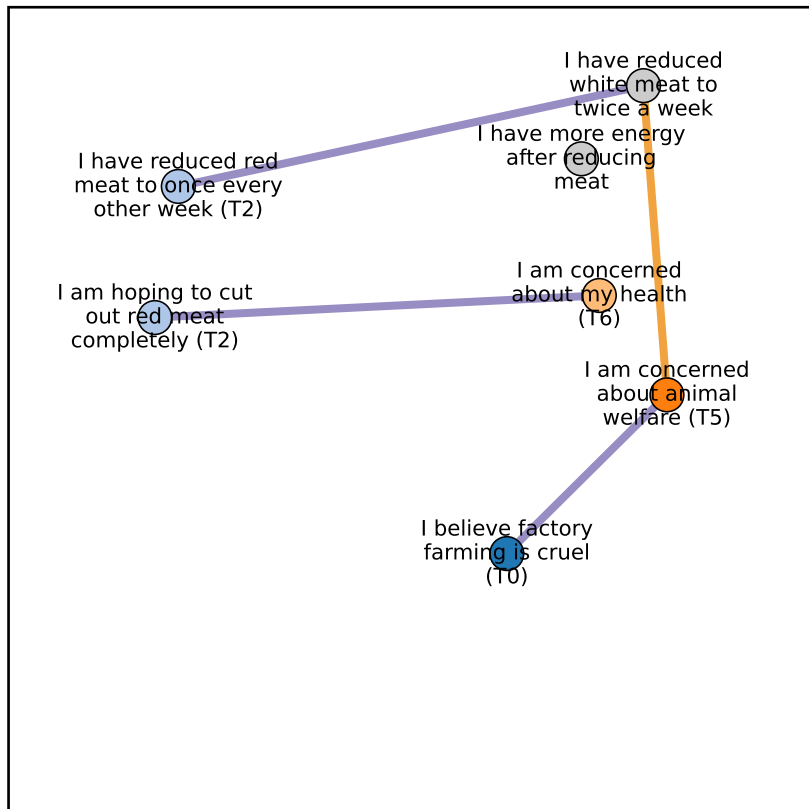 I have reduced
white meat to
twice a week
I have more energy
after reducing
meat
I have reduced red
meat to once every
other week (T2)
I am concerned
about my health
(T6)
I am hoping to cut
out red meat
completely (T2)
I am concerned
about animal
welfare (T5)
I believe factory
farming is cruel
(T0)